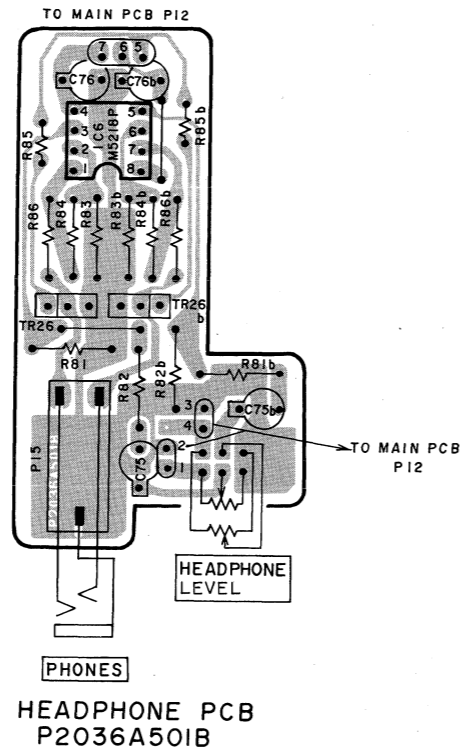 TO MAIN PCB P12
7 6 5
C76 C76b
4 5
3 6
2 7
1 8
IC6
M5218P
R85
R85b
R86
R84
R83
R83b
R84b
R86b
TR26
TR26
b
R81
R81b
R82
R82b
C75b
3
4
TO MAIN PCB
P12
2
1
C75
P15
P2036A501B
HEADPHONE
LEVEL
PHONES
HEADPHONE PCB
P2036A501B